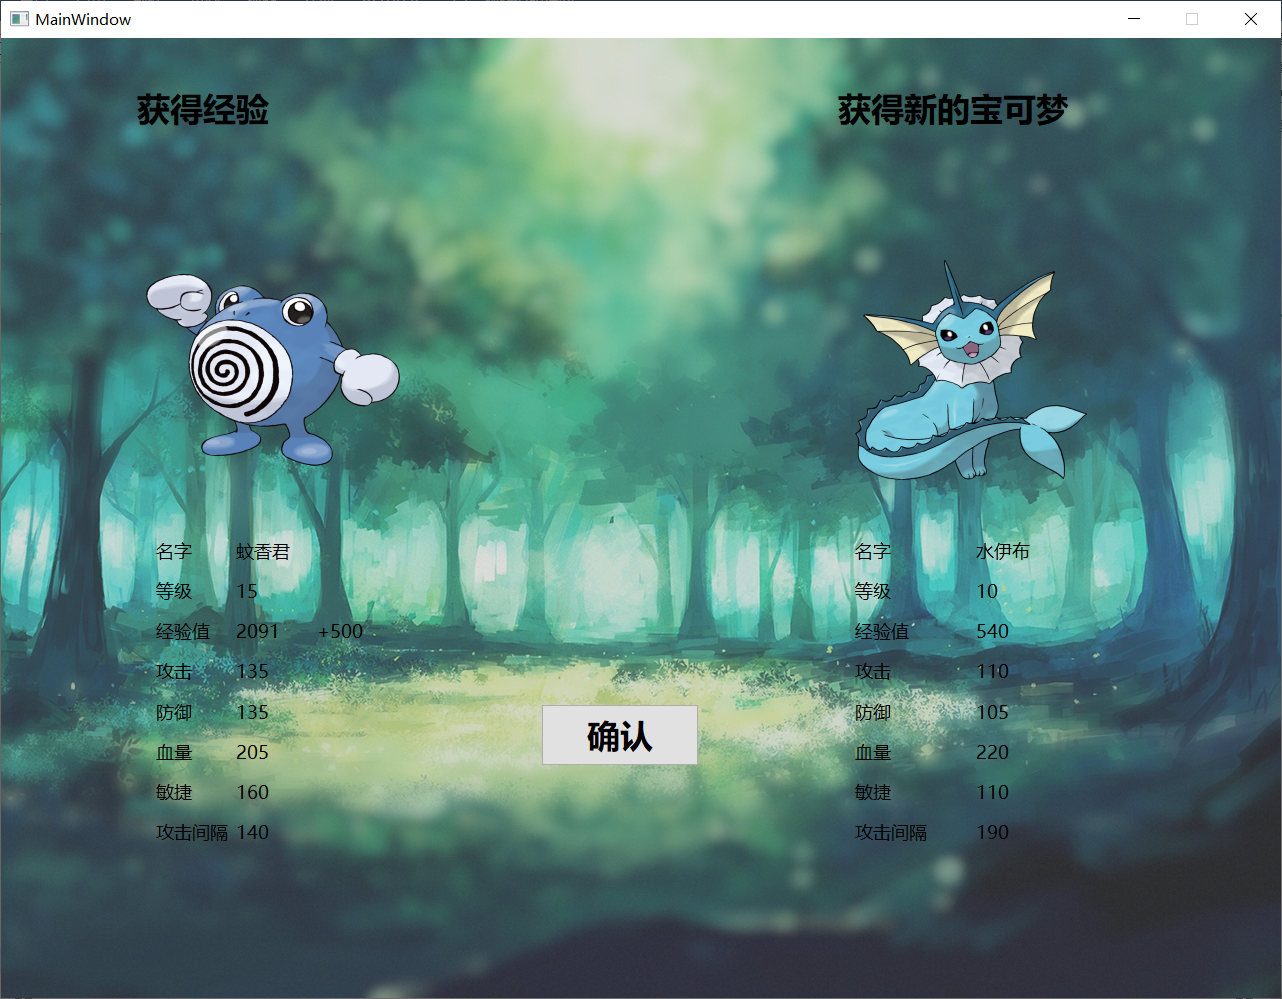 MainWindow
获得经验
获得新的宝可梦
名字 蚊香君
等级 15
经验值 2091 +500
攻击 135
防御 135
血量 205
敏捷 160
攻击间隔 140
名字 水伊布
等级 10
经验值 540
攻击 110
防御 105
血量 220
敏捷 110
攻击间隔 190
确认